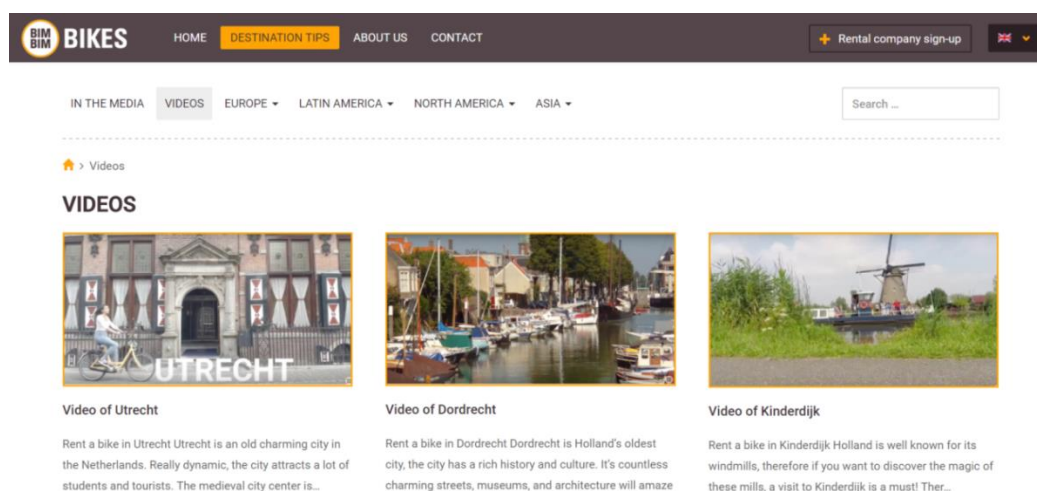 BIM BIM BIKES HOME DESTINATION TIPS ABOUT US CONTACT + Rental company sign-up
IN THE MEDIA VIDEOS EUROPE LATIN AMERICA NORTH AMERICA ASIA Search ...
> Videos
VIDEOS
UTRECHT
Video of Utrecht
Rent a bike in Utrecht Utrecht is an old charming city in
the Netherlands. Really dynamic, the city attracts a lot of
students and tourists. The medieval city center is...
Video of Dordrecht
Rent a bike in Dordrecht Dordrecht is Holland's oldest
city, the city has a rich history and culture. It's countless
charming streets, museums, and architecture will amaze
Video of Kinderdijk
Rent a bike in Kinderdijk Holland is well known for its
windmills, therefore if you want to discover the magic of
these mills, a visit to Kinderdijk is a must! Ther...